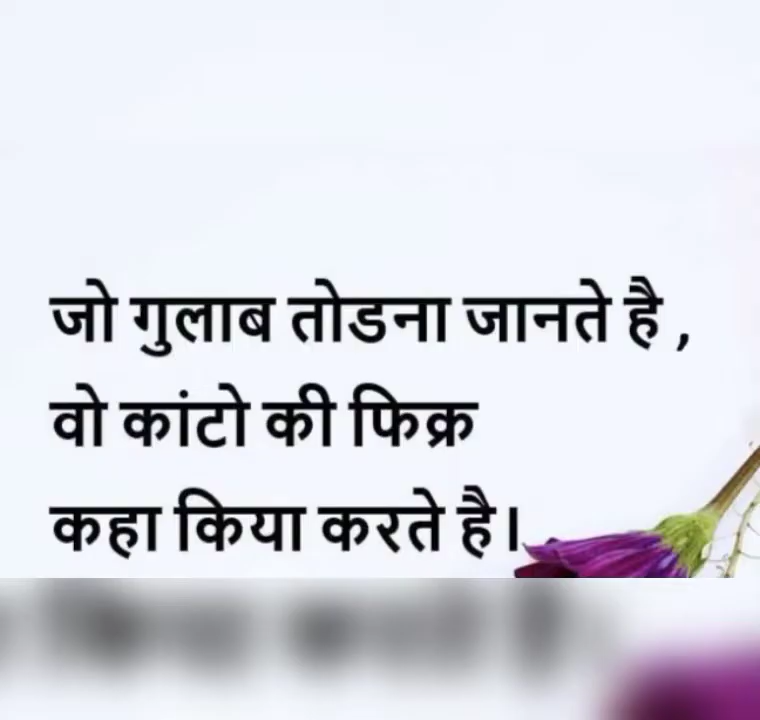 जो गुलाब तोडना जानते है ,
वो कांटो की फिक्र
कहा किया करते है।